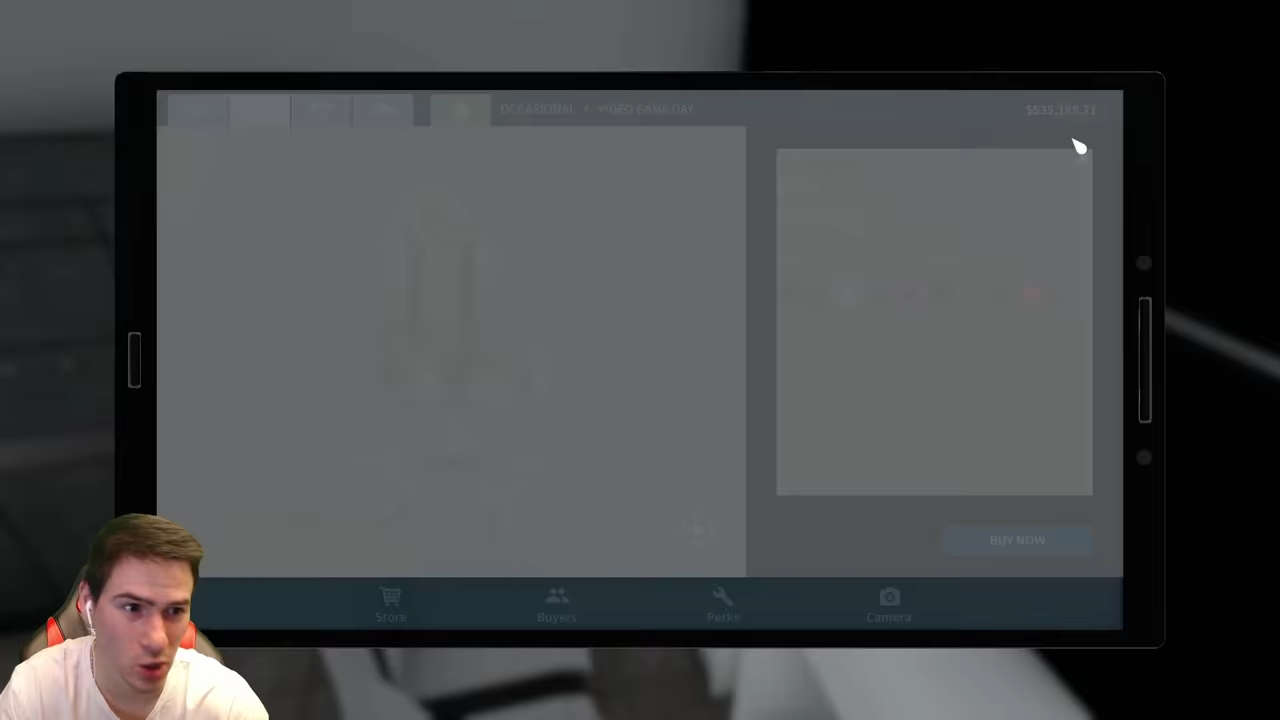 OCCASIONAL < VIDEO GAME DAY
BUY NOW
Store
Buyers
Perks
Camera